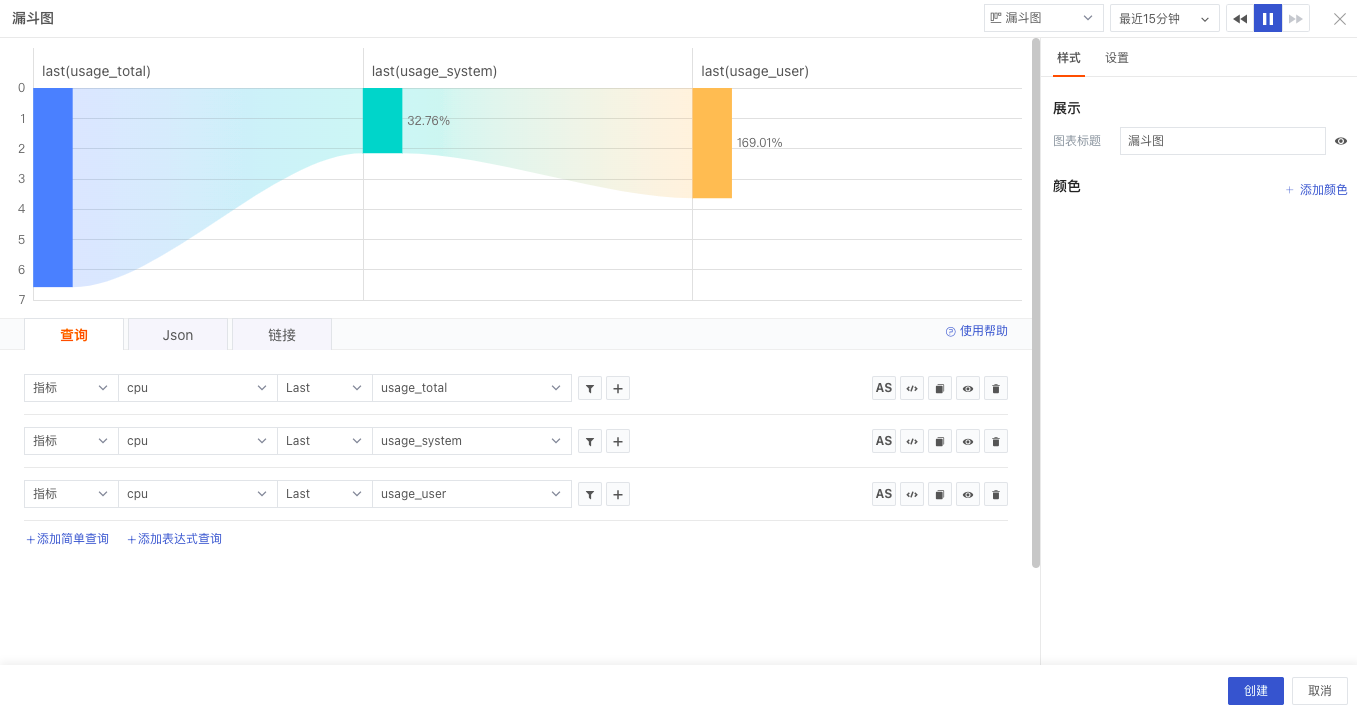 漏斗图
漏斗图
最近15分钟
last(usage_total)
last(usage_system)
last(usage_user)
0
1
2
3
4
5
6
7
32.76%
169.01%
查询
Json
链接
使用帮助
指标 cpu Last usage_total AS
指标 cpu Last usage_system AS
指标 cpu Last usage_user AS
+添加简单查询 +添加表达式查询
样式 设置
展示
图表标题 漏斗图
颜色 + 添加颜色
创建 取消